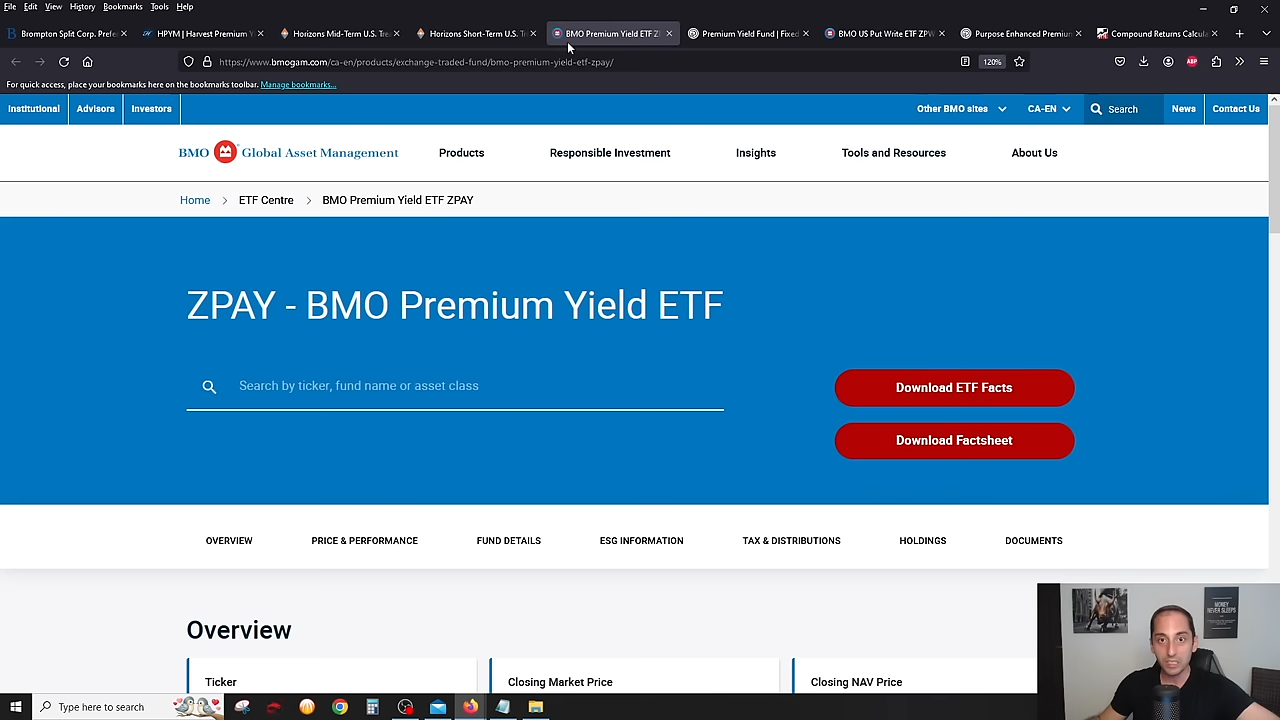 File Edit View History Bookmarks Tools Help
Brompton Split Corp. Prefe
HPYM | Harvest Premium Y
Horizons Mid-Term U.S. Tre
Horizons Short-Term U.S. T
BMO Premium Yield ETF Z
Premium Yield Fund | Fixed
BMO US Put Write ETF ZPW
Purpose Enhanced Premium
Compound Returns Calcula
https://www.bmogam.com/ca-en/products/exchange-traded-fund/bmo-premium-yield-etf-zpay/
120%
ABP
For quick access, place your bookmarks here on the bookmarks toolbar. Manage bookmarks...
Institutional Advisors Investors Other BMO sites CA-EN Search News Contact Us
BMO Global Asset Management Products Responsible Investment Insights Tools and Resources About Us
Home > ETF Centre > BMO Premium Yield ETF ZPAY
ZPAY - BMO Premium Yield ETF
Search by ticker, fund name or asset class
Download ETF Facts
Download Factsheet
OVERVIEW PRICE & PERFORMANCE FUND DETAILS ESG INFORMATION TAX & DISTRIBUTIONS HOLDINGS DOCUMENTS
Overview
Ticker Closing Market Price Closing NAV Price
MONEY
NEVER SLEEPS
Type here to search